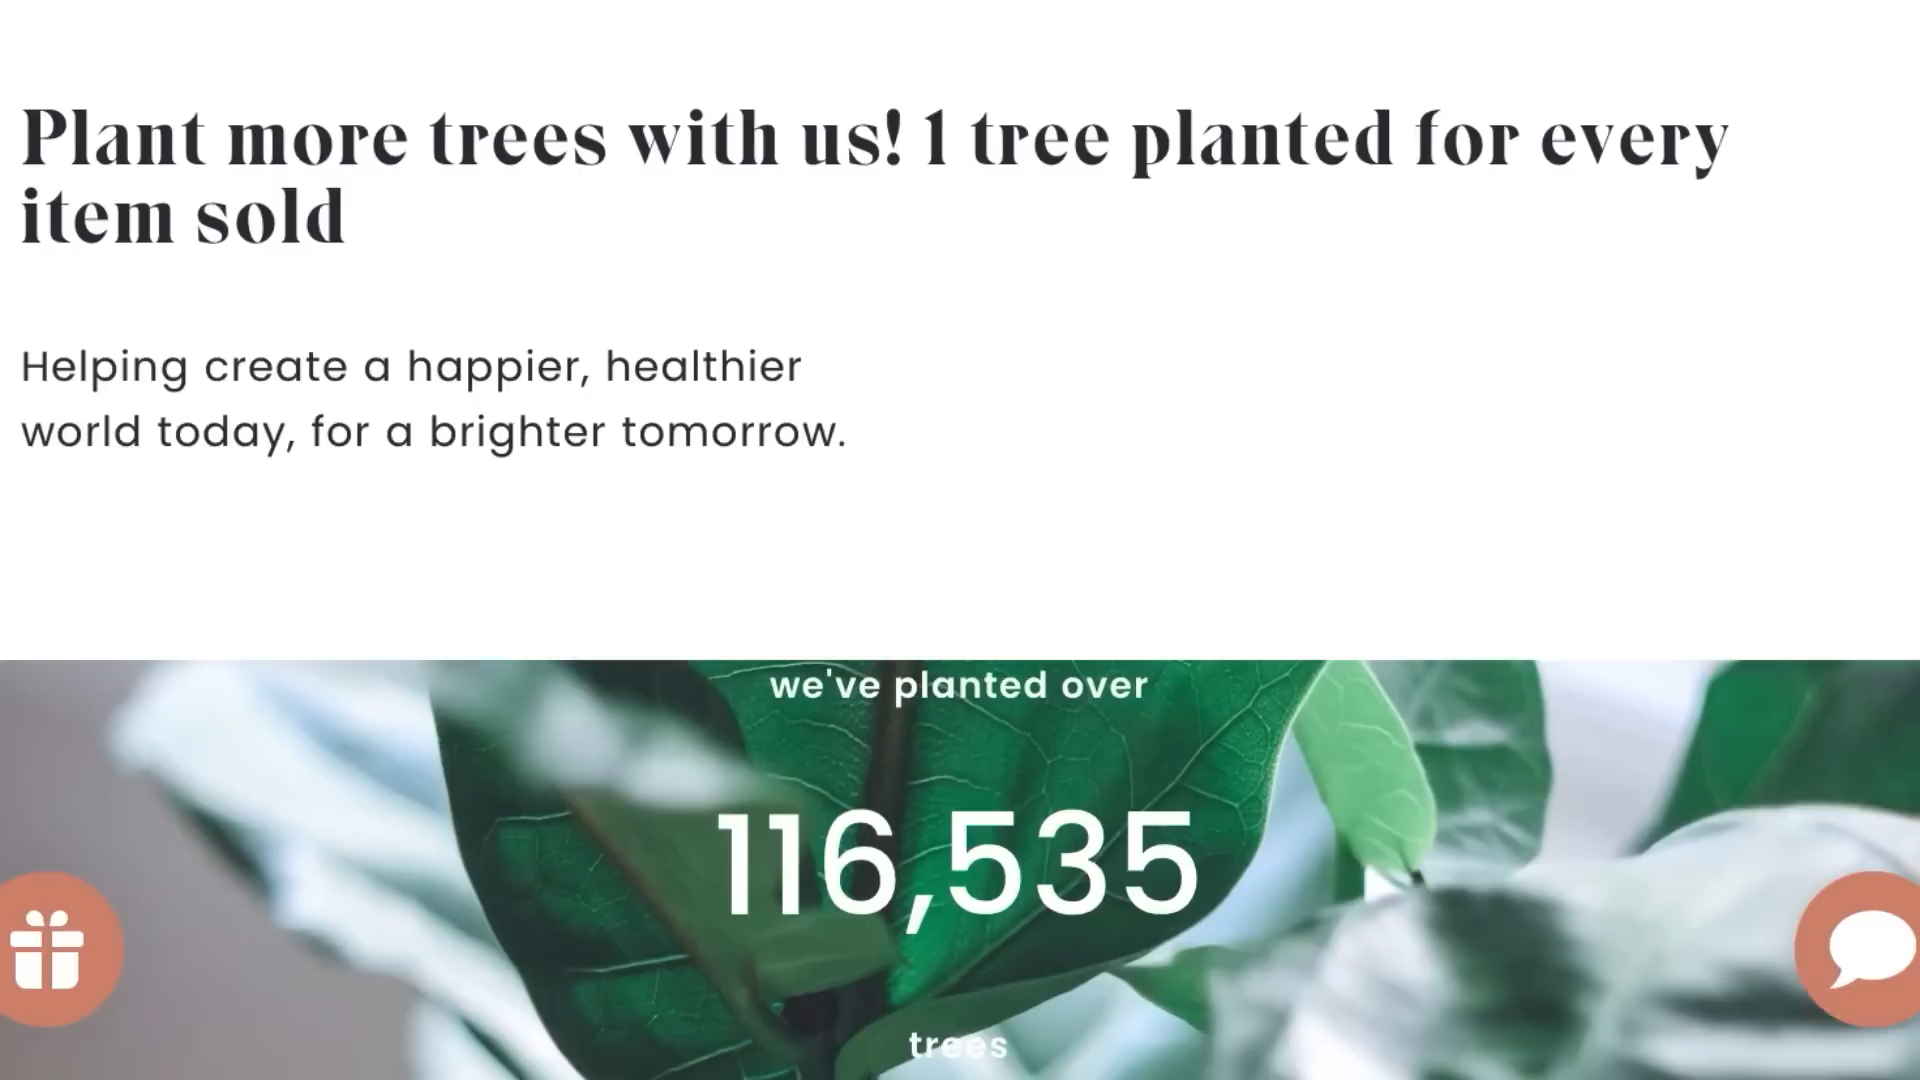 Plant more trees with us! 1 tree planted for every
item sold
Helping create a happier, healthier
world today, for a brighter tomorrow.
we've planted over
116,535
trees